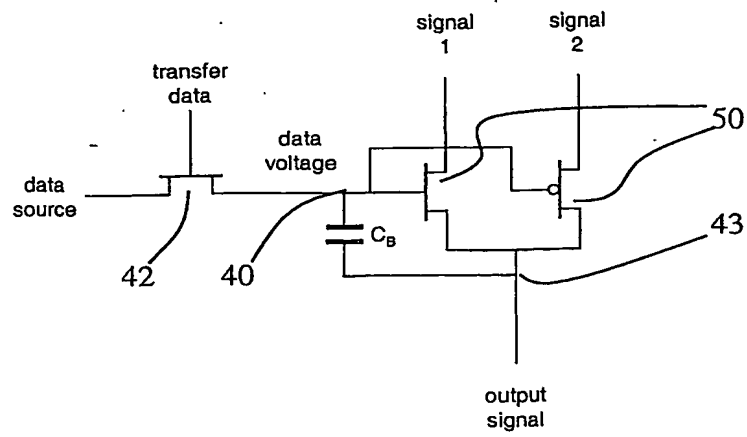 signal
1
signal
2
transfer
data
data
voltage
50
data
source
C_B
43
42
40
output
signal